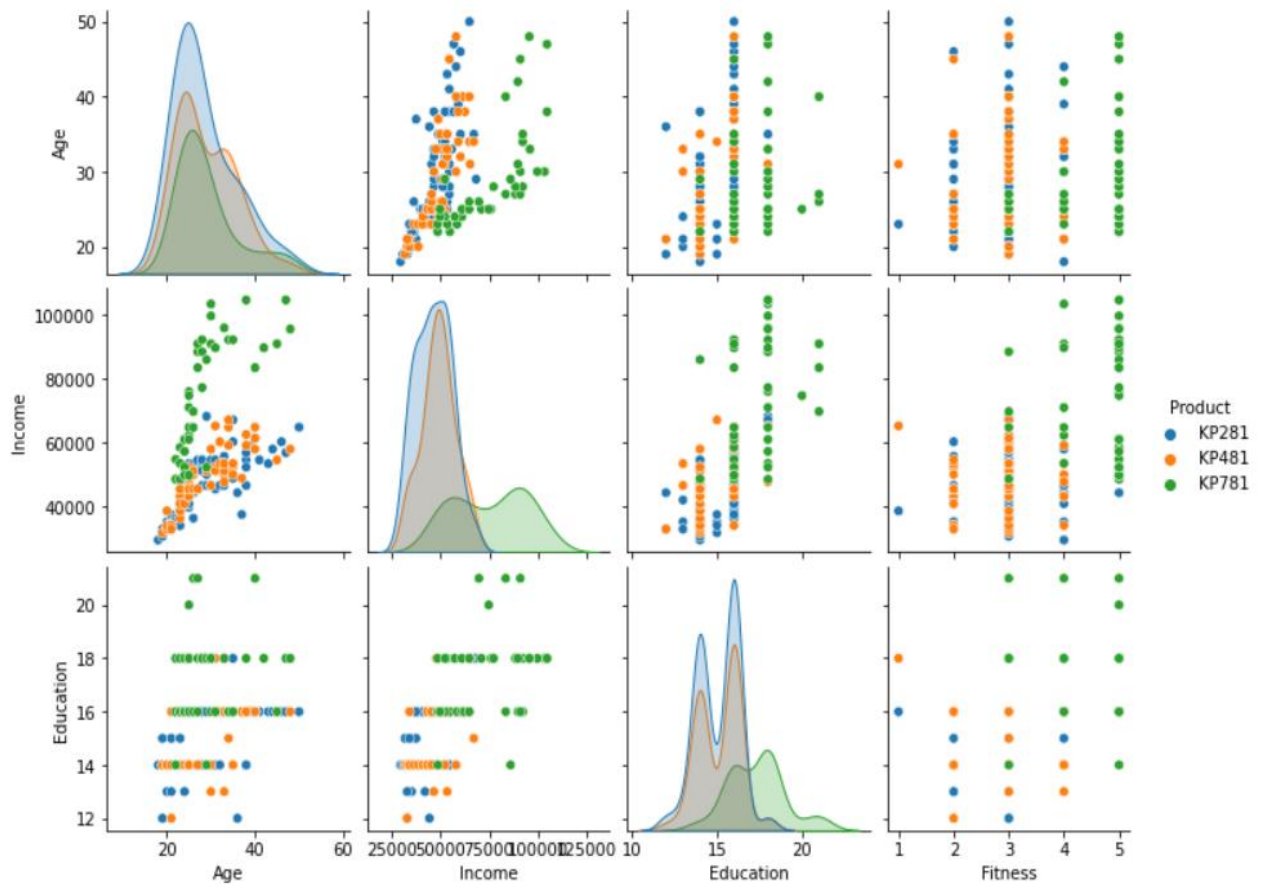 50
40
30
20
Age
100000
80000
60000
40000
Income
20
18
16
14
12
Education
20 40 60
Age
25000 50000 75000 100000 125000
Income
10 15 20
Education
1 2 3 4 5
Fitness
Product
KP281
KP481
KP781